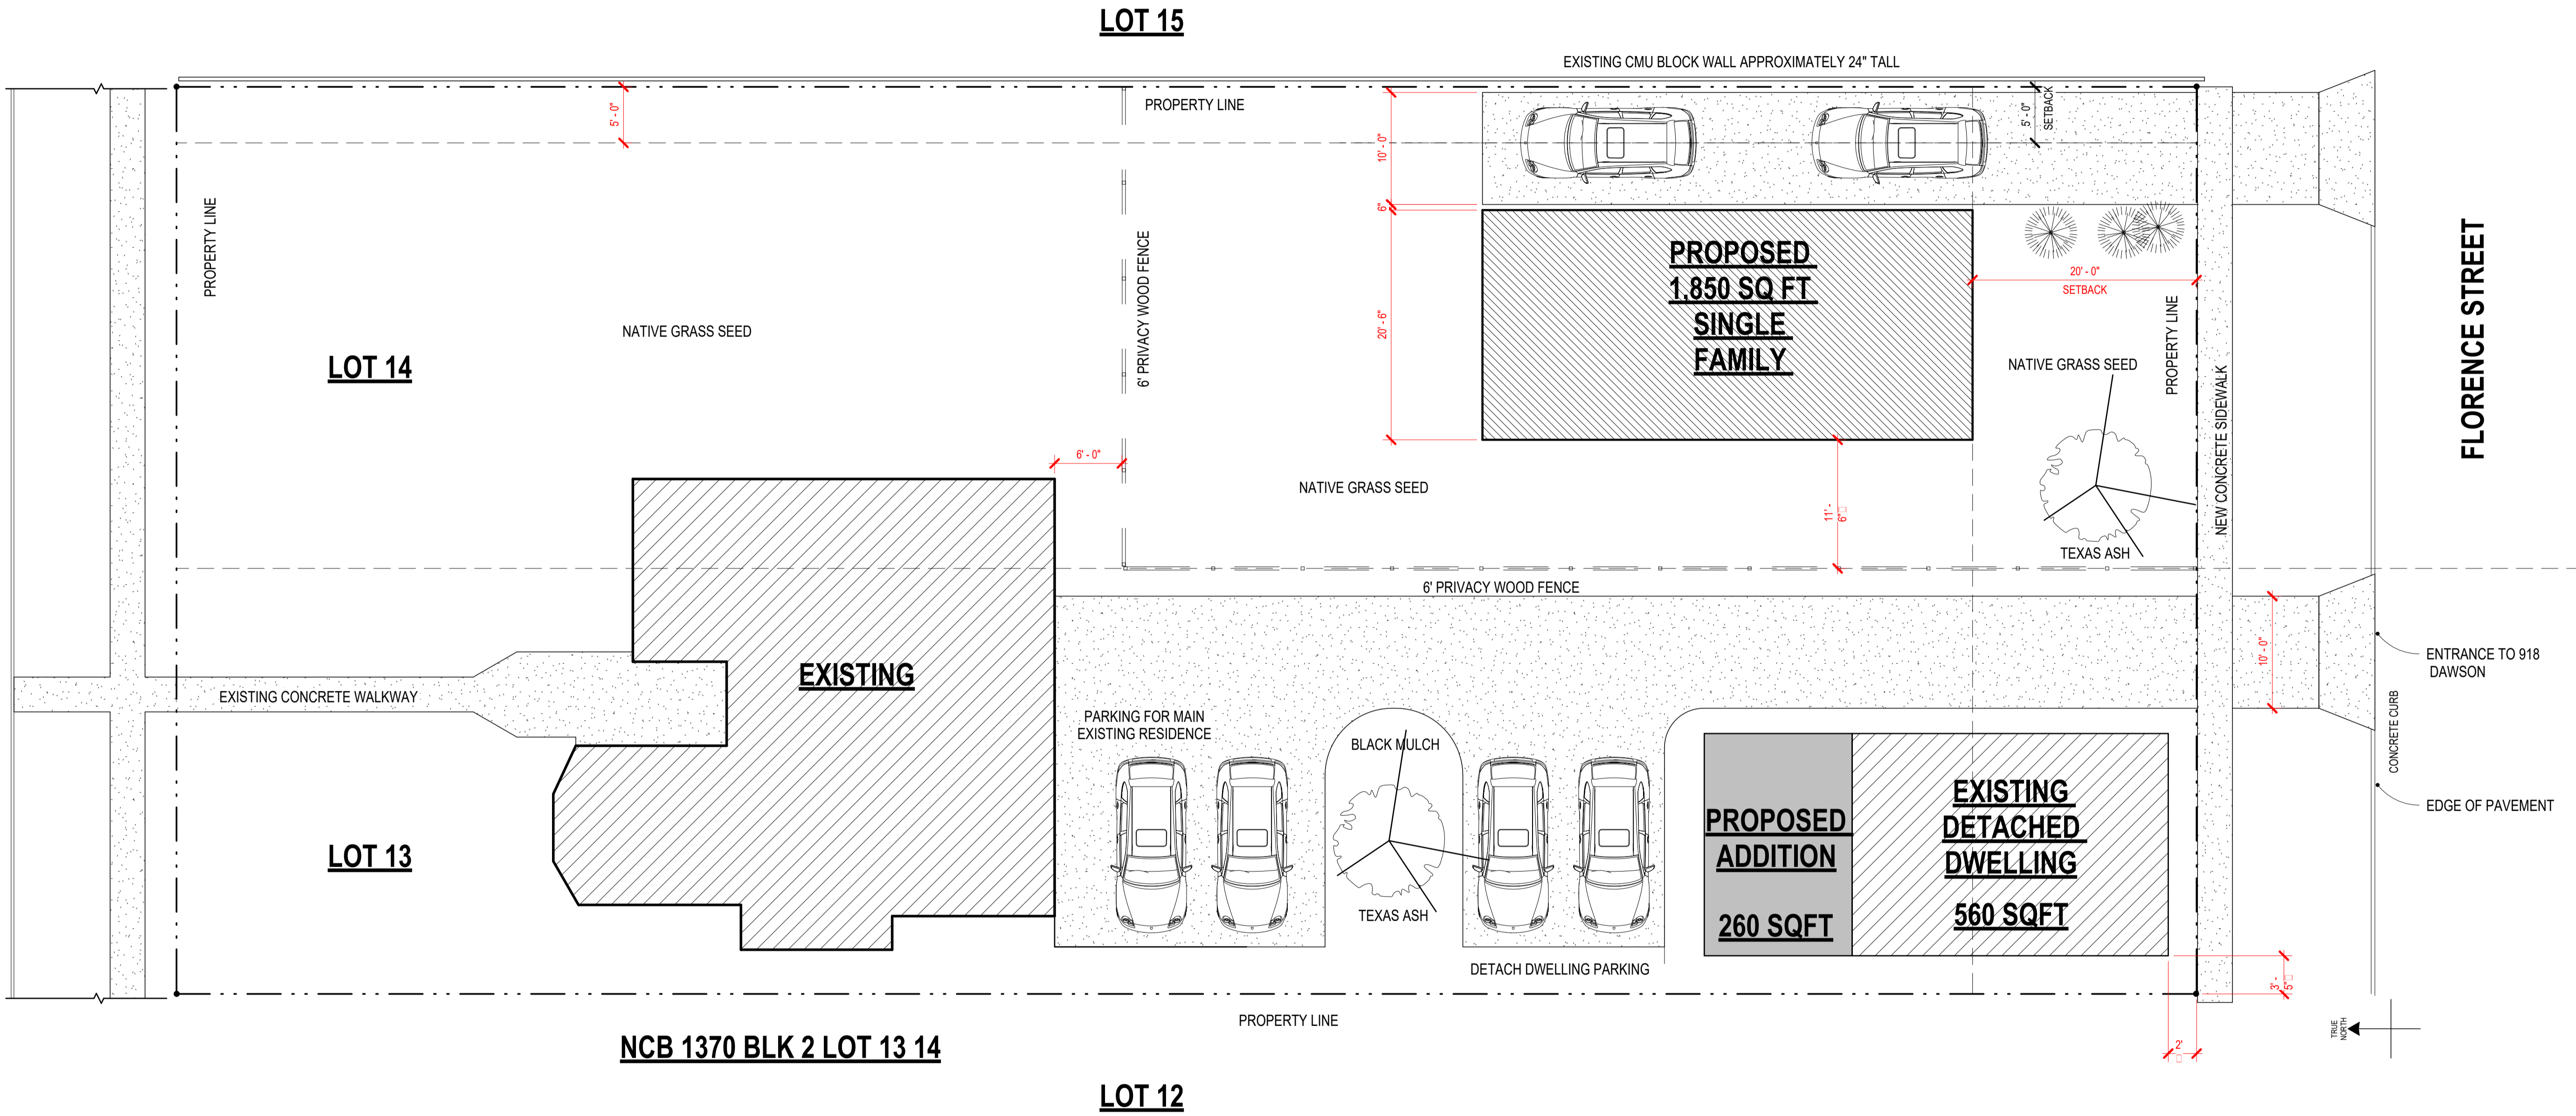 LOT 15
EXISTING CMU BLOCK WALL APPROXIMATELY 24" TALL
PROPERTY LINE
5' - 0"
5' - 0"
SETBACK
10' - 0"
6"
20' - 6"
PROPERTY LINE
6' PRIVACY WOOD FENCE
NATIVE GRASS SEED
LOT 14
PROPOSED
1,850 SQ FT
SINGLE
FAMILY
20' - 0"
SETBACK
PROPERTY LINE
NATIVE GRASS SEED
NEW CONCRETE SIDEWALK
FLORENCE STREET
6' - 0"
NATIVE GRASS SEED
11' -
6"
TEXAS ASH
6' PRIVACY WOOD FENCE
EXISTING
EXISTING CONCRETE WALKWAY
10' - 0"
ENTRANCE TO 918
DAWSON
PARKING FOR MAIN
EXISTING RESIDENCE
BLACK MULCH
CONCRETE CURB
EDGE OF PAVEMENT
LOT 13
TEXAS ASH
PROPOSED
ADDITION
260 SQFT
EXISTING
DETACHED
DWELLING
560 SQFT
DETACH DWELLING PARKING
3' -
5"
PROPERTY LINE
2'
TRUE
NORTH
NCB 1370 BLK 2 LOT 13 14
LOT 12